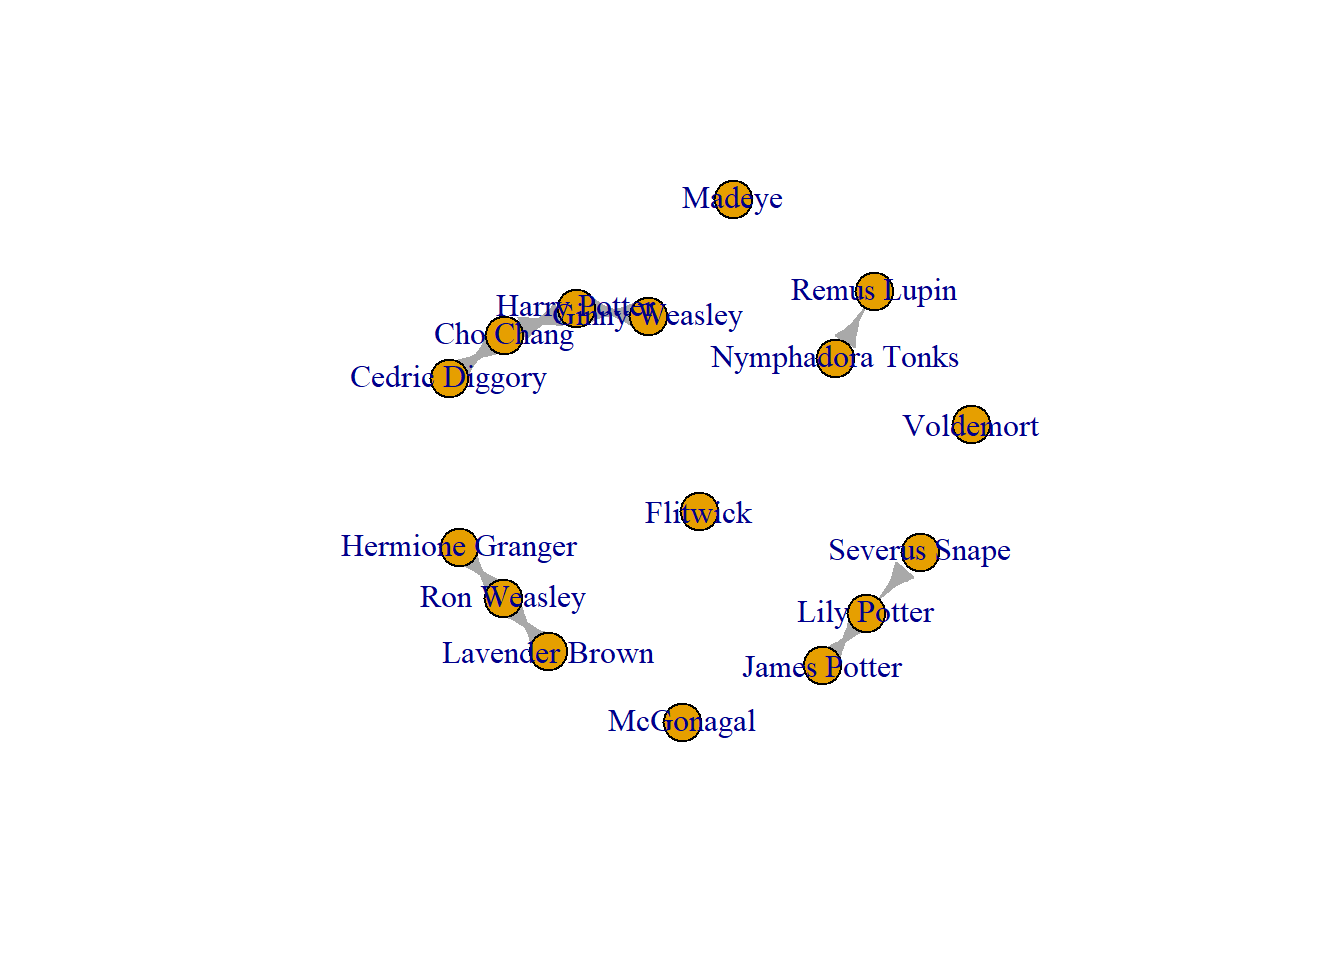 Madeye
Remus Lupin
Harry Potter
Ginny Weasley
Cho Chang
Nymphadora Tonks
Cedric Diggory
Voldemort
Flitwick
Hermione Granger
Severus Snape
Ron Weasley
Lily Potter
Lavender Brown
James Potter
McGonagal